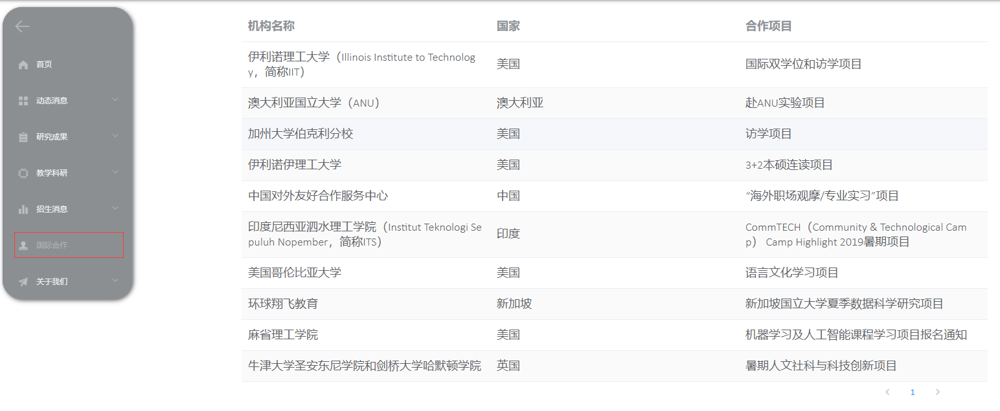 首页
动态消息
研究成果
教学科研
招生消息
国际合作
关于我们
机构名称 国家 合作项目
伊利诺理工大学（Illinois Institute to Technolog
y，简称IIT） 美国 国际双学位和访学项目
澳大利亚国立大学（ANU） 澳大利亚 赴ANU实验项目
加州大学伯克利分校 美国 访学项目
伊利诺伊理工大学 美国 3+2本硕连读项目
中国对外友好合作服务中心 中国 “海外职场观摩/专业实习”项目
印度尼西亚泗水理工学院（Institut Teknologi Se
puluh Nopember，简称ITS） 印度 CommTECH（Community & Technological Cam
p） Camp Highlight 2019暑期项目
美国哥伦比亚大学 美国 语言文化学习项目
环球翔飞教育 新加坡 新加坡国立大学夏季数据科学研究项目
麻省理工学院 美国 机器学习及人工智能课程学习项目报名通知
牛津大学圣安东尼学院和剑桥大学哈默顿学院 英国 暑期人文社科与科技创新项目
1